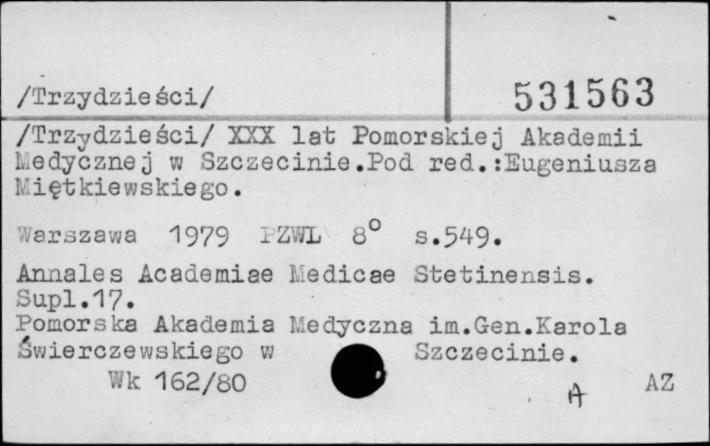 /Trzydzieści/ 531563
/Trzydzieści/ XXX lat Pomorskiej Akademii
Medycznej w Szczecinie.Pod red.:Eugeniusza
Miętkiewskiego.
Warszawa 1979 PZWL 8° s.549.
Annales Academiae Medicae Stetinensis.
Supl.17.
Pomorska Akademia Medyczna im.Gen.Karola
Świerczewskiego w Szczecinie.
Wk 162/80 A AZ